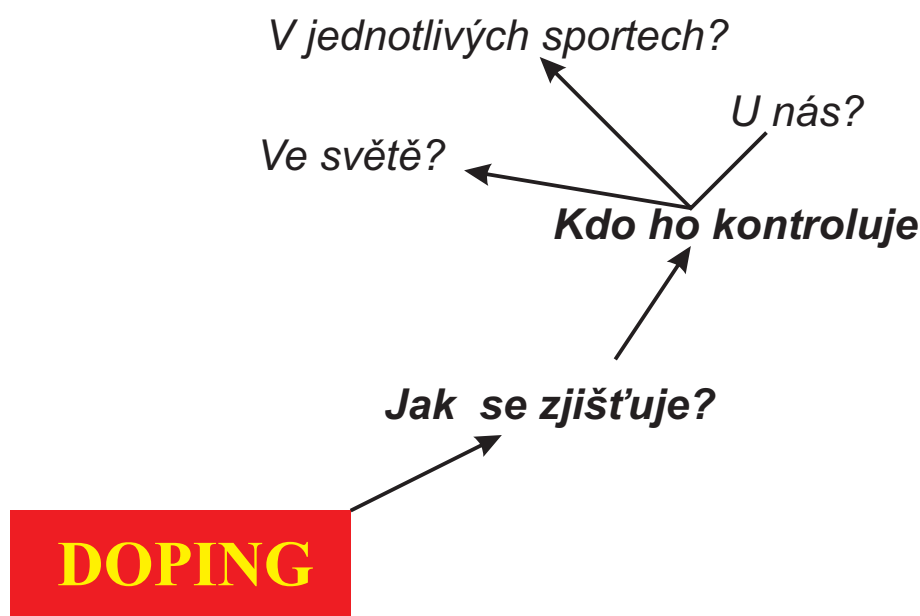 V jednotlivých sportech?
U nás?
Ve světě?
Kdo ho kontroluje
Jak se zjišťuje?
DOPING